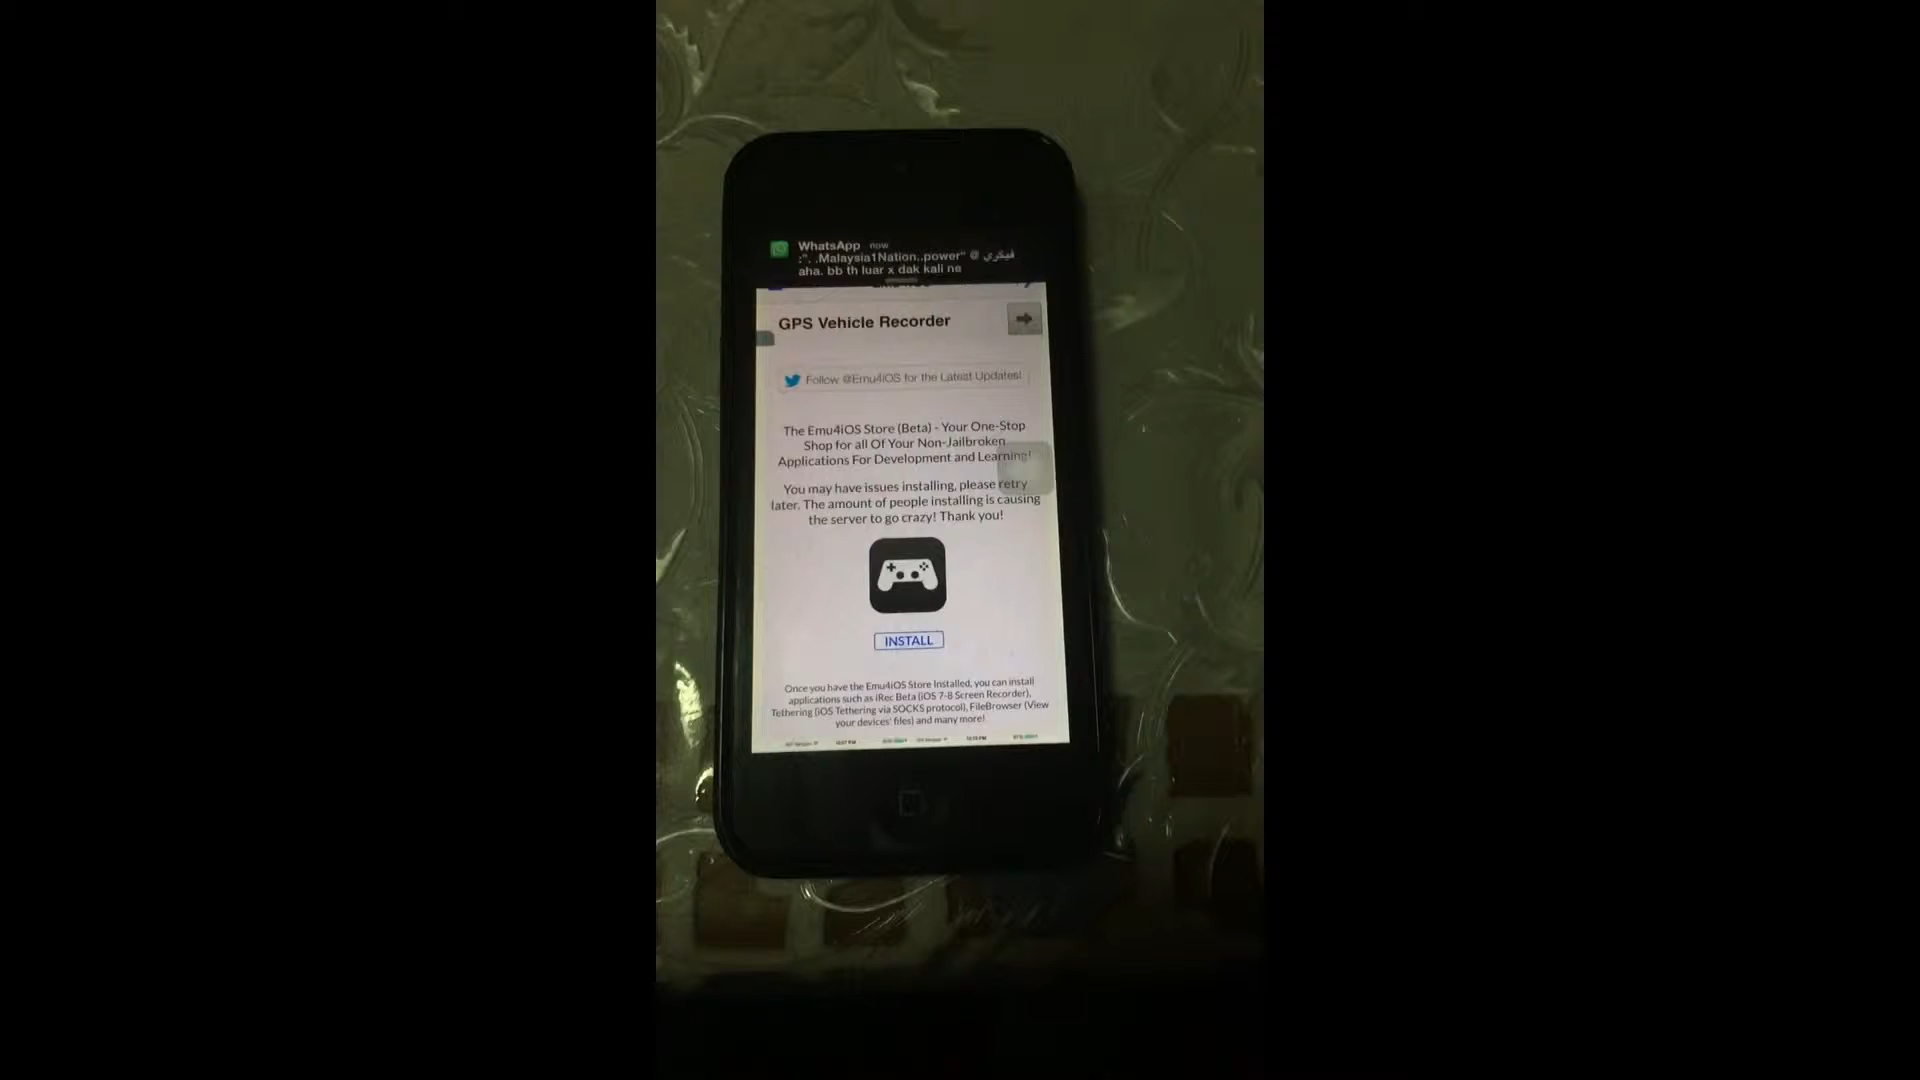 WhatsApp now
:". .Malaysia1Nation..power" @ فيكري
aha. bb th luar x dak kali ne
GPS Vehicle Recorder
Follow @Emu4iOS for the Latest Updates!
The Emu4iOS Store (Beta) - Your One-Stop
Shop for all Of Your Non-Jailbroken
Applications For Development and Learning!
You may have issues installing, please retry
later. The amount of people installing is causing
the server to go crazy! Thank you!
INSTALL
Once you have the Emu4iOS Store Installed, you can install
applications such as iRec Beta (iOS 7-8 Screen Recorder),
Tethering (iOS Tethering via SOCKS protocol), FileBrowser (View
your devices' files) and many more!